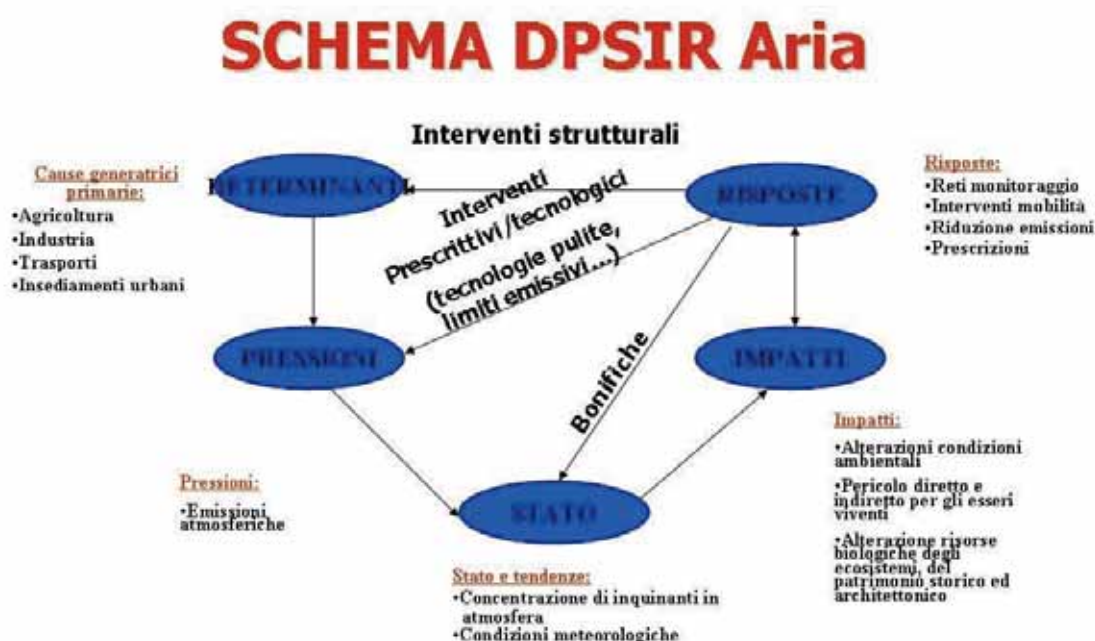 SCHEMA DPSIR Aria
Interventi strutturali
Cause generatrici
primarie:
•Agricoltura
•Industria
•Trasporti
•Insediamenti urbani
DETERMINANTI
Interventi
Prescrittivi/tecnologici
(tecnologie pulite,
limiti emissivi...)
RISPOSTE
Risposte:
•Reti monitoraggio
•Interventi mobilità
•Riduzione emissioni
•Prescrizioni
PRESSIONI
Bonifiche
IMPATTI
Pressioni:
•Emissioni
atmosferiche
STATO
Impatti:
•Alterazioni condizioni
ambientali
•Pericolo diretto e
indiretto per gli esseri
viventi
•Alterazione risorse
biologiche degli
ecosistemi, del
patrimonio storico ed
architettonico
Stato e tendenze:
•Concentrazione di inquinanti in
atmosfera
•Condizioni meteorologiche